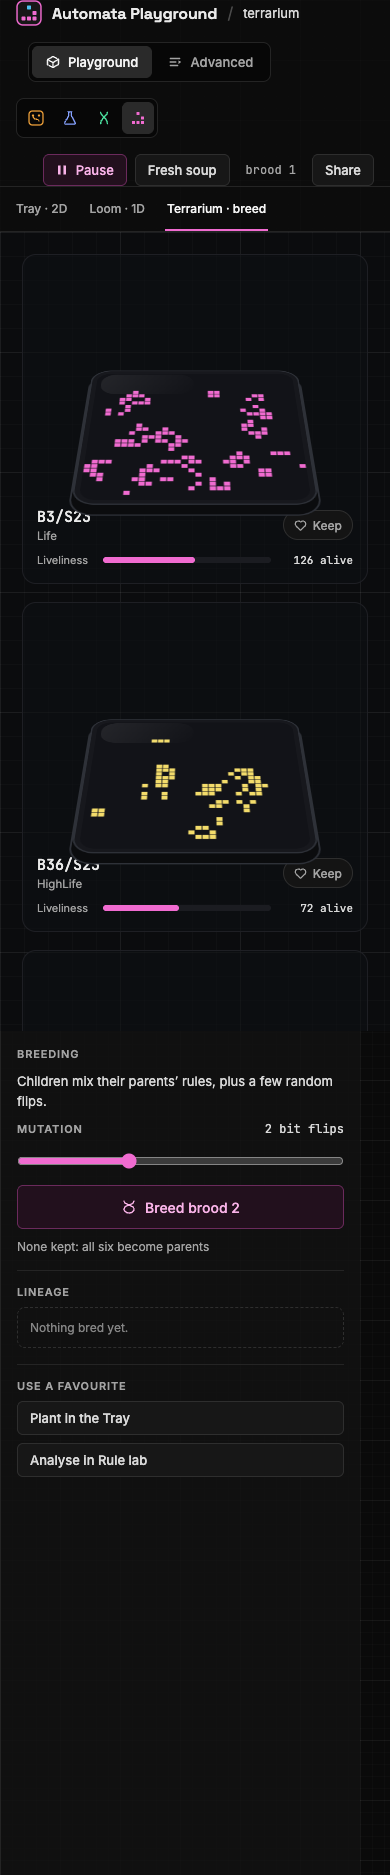 Automata Playground / terrarium
Playground Advanced
Pause Fresh soup brood 1 Share
Tray · 2D Loom · 1D Terrarium · breed
B3/S23
Life
Keep
Liveliness 126 alive
B36/S23
HighLife
Keep
Liveliness 72 alive
BREEDING
Children mix their parents’ rules, plus a few random
flips.
MUTATION 2 bit flips
Breed brood 2
None kept: all six become parents
LINEAGE
Nothing bred yet.
USE A FAVOURITE
Plant in the Tray
Analyse in Rule lab